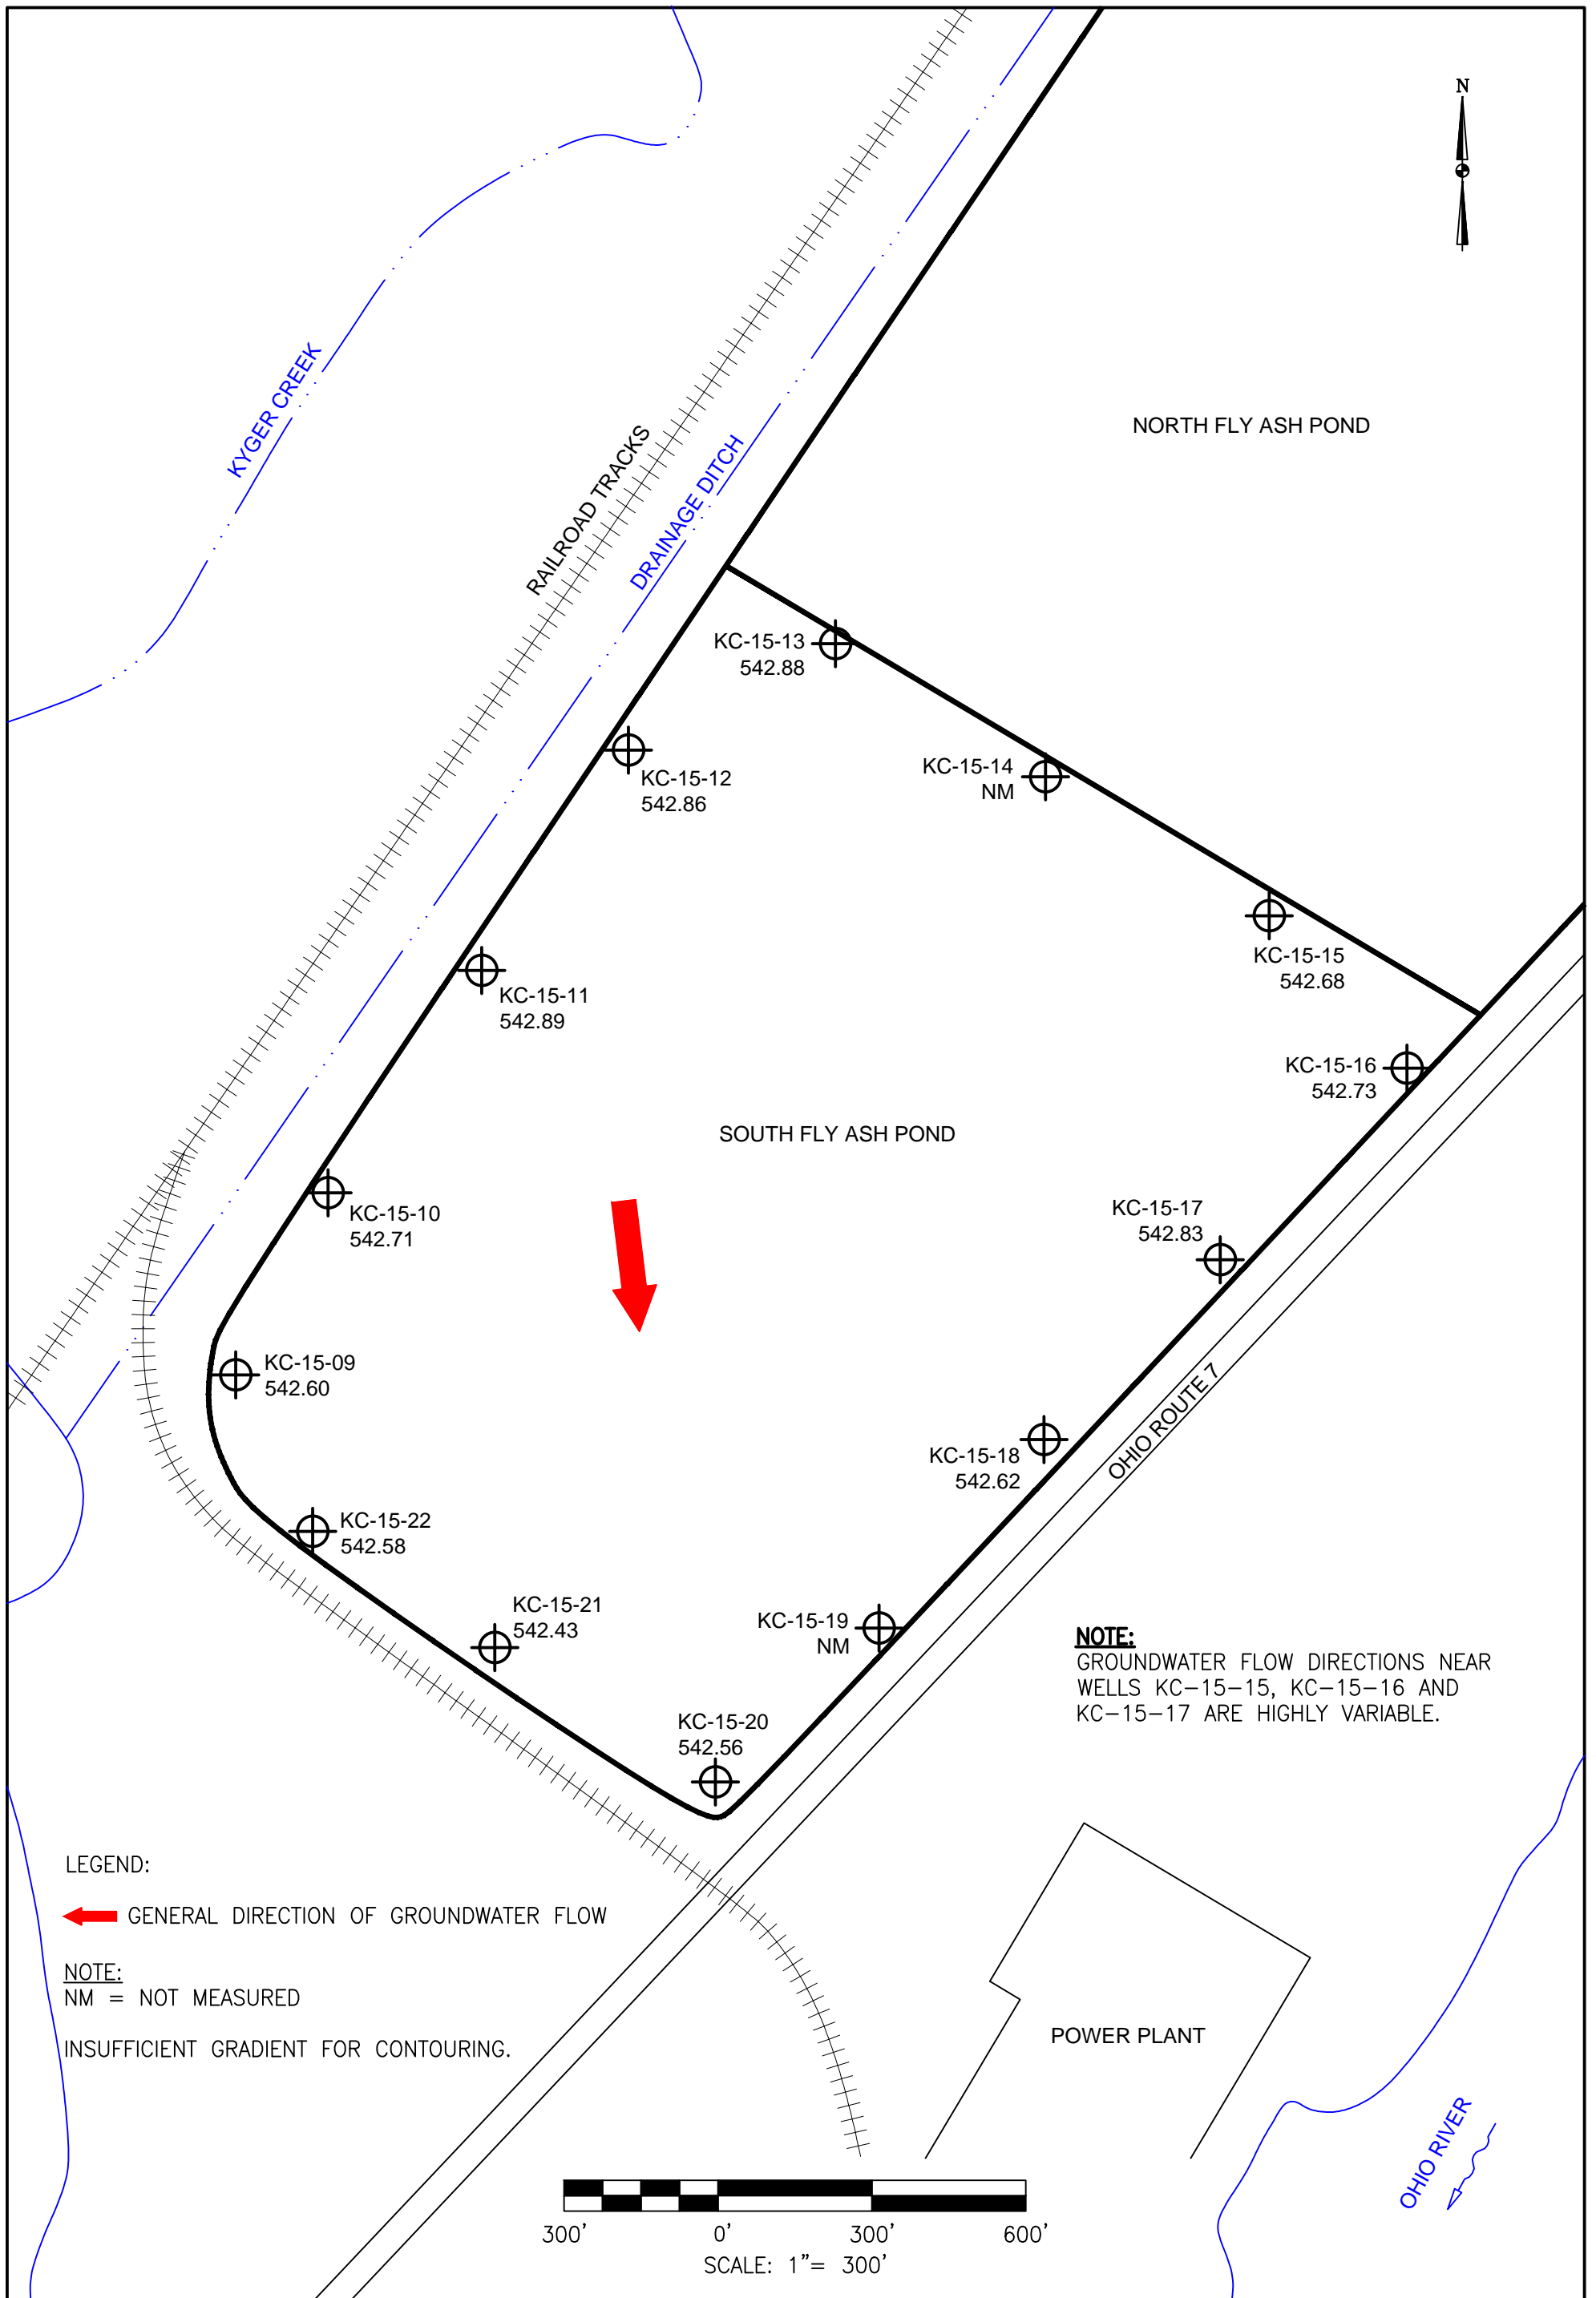 N
KYGER CREEK
RAILROAD TRACKS
DRAINAGE DITCH
NORTH FLY ASH POND
KC-15-13
542.88
KC-15-12
542.86
KC-15-14
NM
KC-15-15
542.68
KC-15-11
542.89
KC-15-16
542.73
SOUTH FLY ASH POND
KC-15-10
542.71
KC-15-17
542.83
KC-15-09
542.60
KC-15-18
542.62
OHIO ROUTE 7
KC-15-22
542.58
KC-15-21
542.43
KC-15-19
NM
KC-15-20
542.56
NOTE:
GROUNDWATER FLOW DIRECTIONS NEAR
WELLS KC-15-15, KC-15-16 AND
KC-15-17 ARE HIGHLY VARIABLE.
LEGEND:
GENERAL DIRECTION OF GROUNDWATER FLOW
NOTE:
NM = NOT MEASURED
INSUFFICIENT GRADIENT FOR CONTOURING.
POWER PLANT
OHIO RIVER
300' 0' 300' 600'
SCALE: 1"= 300'